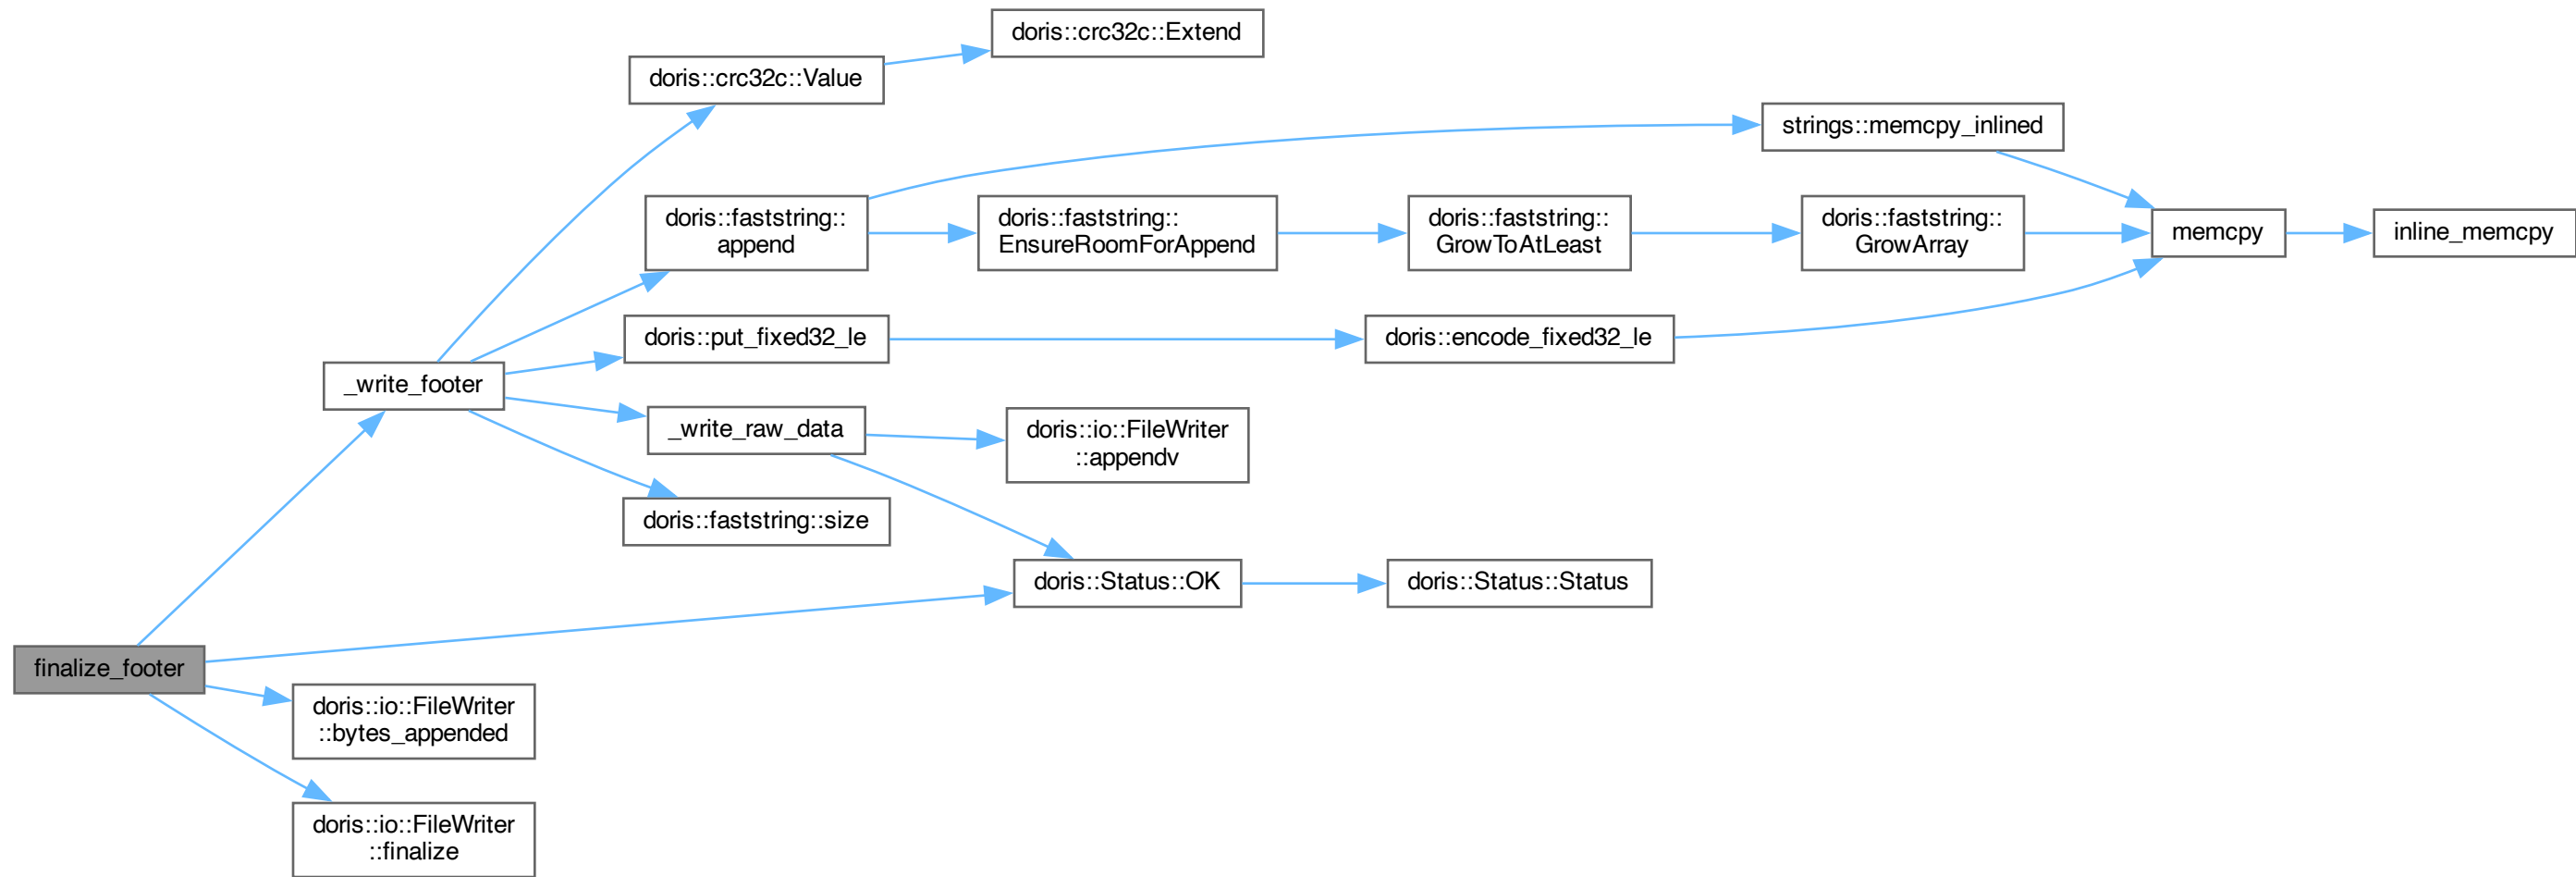 doris::crc32c::Extend
doris::crc32c::Value
strings::memcpy_inlined
doris::faststring::
append
doris::faststring::
EnsureRoomForAppend
doris::faststring::
GrowToAtLeast
doris::faststring::
GrowArray
memcpy
inline_memcpy
doris::put_fixed32_le
doris::encode_fixed32_le
_write_footer
_write_raw_data
doris::io::FileWriter
::appendv
doris::faststring::size
doris::Status::OK
doris::Status::Status
finalize_footer
doris::io::FileWriter
::bytes_appended
doris::io::FileWriter
::finalize